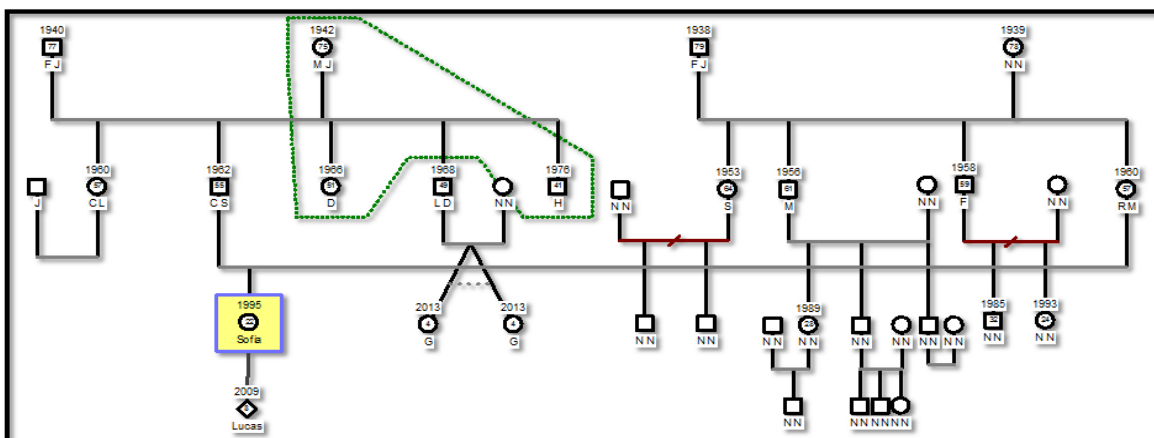 1940 1942 1938 1939
77 75 79 78
F J M J F J N N
1960 1962 1966 1968 1976 1953 1956 1958 1960
57 55 51 49 41 64 61 59 57
J CL C S D L D N N H N N S M N N F N N R M
1995 2013 2013 1989 1985 1993
22 4 4 28 32 24
Sofia G G N N N N N N N N N N N N N N N N N N N N
2009
8
Lucas N N N N N N N N